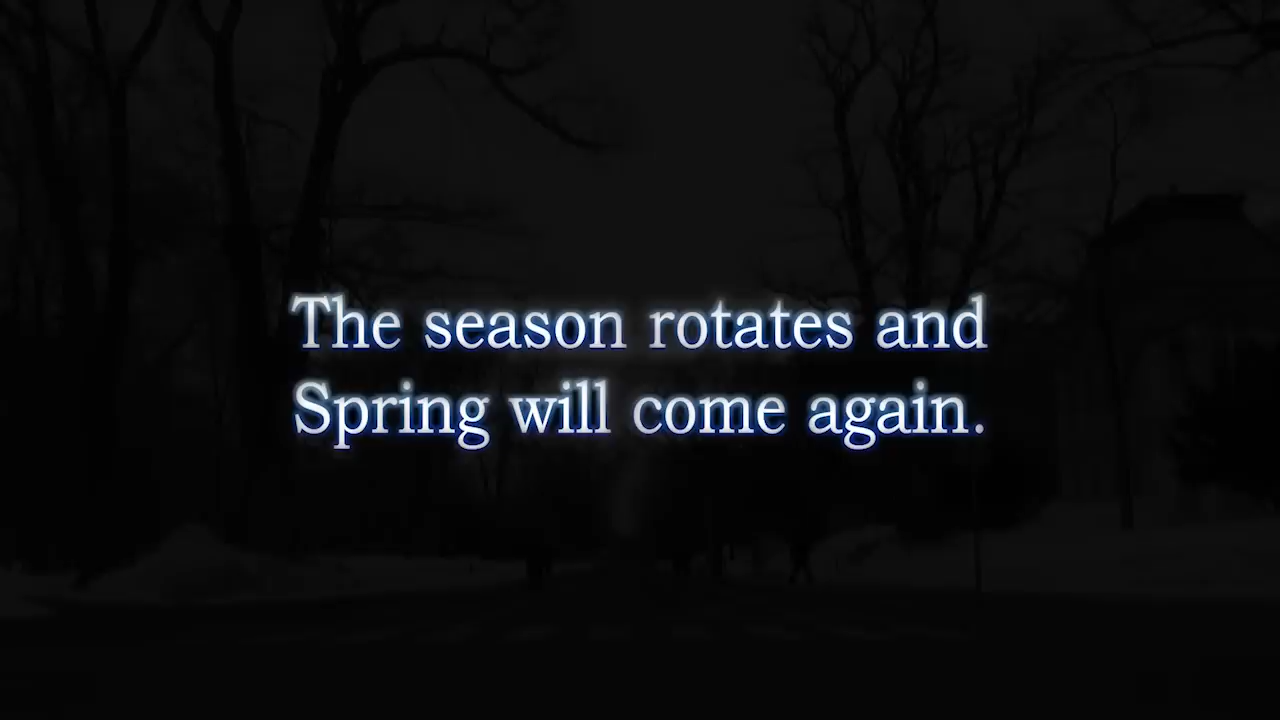 The season rotates and
Spring will come again.